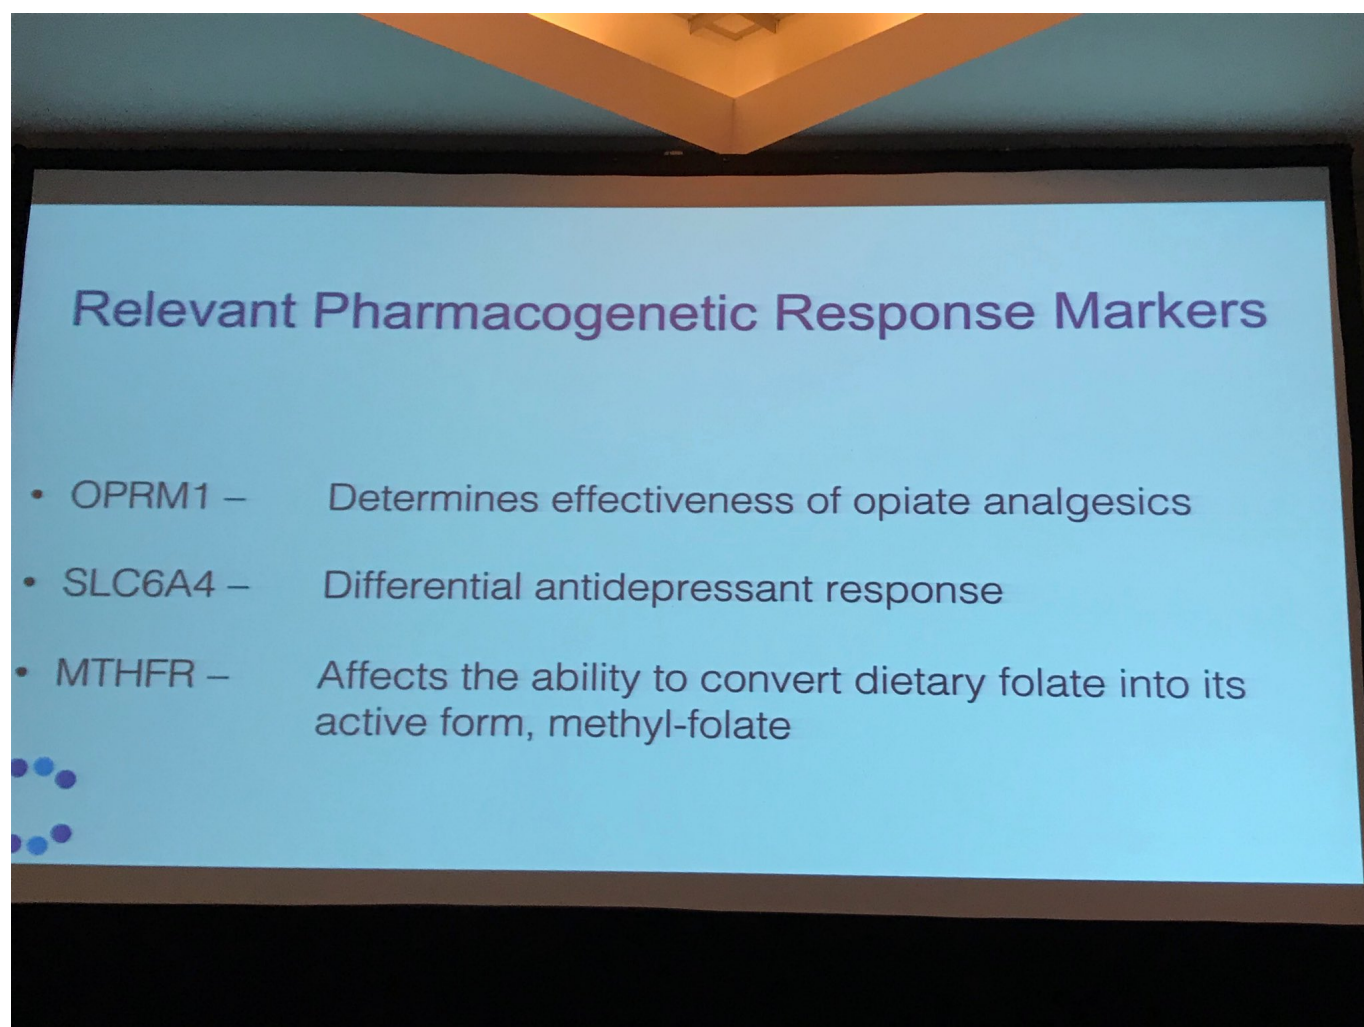 Relevant Pharmacogenetic Response Markers
• OPRM1 – Determines effectiveness of opiate analgesics
• SLC6A4 – Differential antidepressant response
• MTHFR – Affects the ability to convert dietary folate into its
active form, methyl-folate